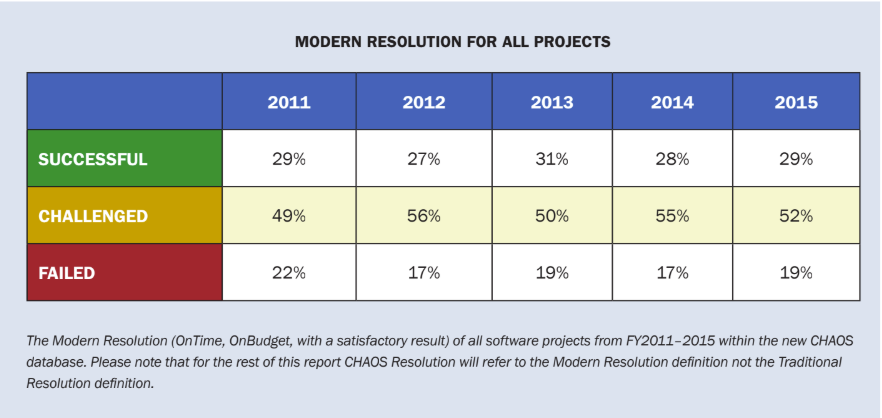 MODERN RESOLUTION FOR ALL PROJECTS
2011 2012 2013 2014 2015
SUCCESSFUL 29% 27% 31% 28% 29%
CHALLENGED 49% 56% 50% 55% 52%
FAILED 22% 17% 19% 17% 19%
The Modern Resolution (OnTime, OnBudget, with a satisfactory result) of all software projects from FY2011–2015 within the new CHAOS
database. Please note that for the rest of this report CHAOS Resolution will refer to the Modern Resolution definition not the Traditional
Resolution definition.